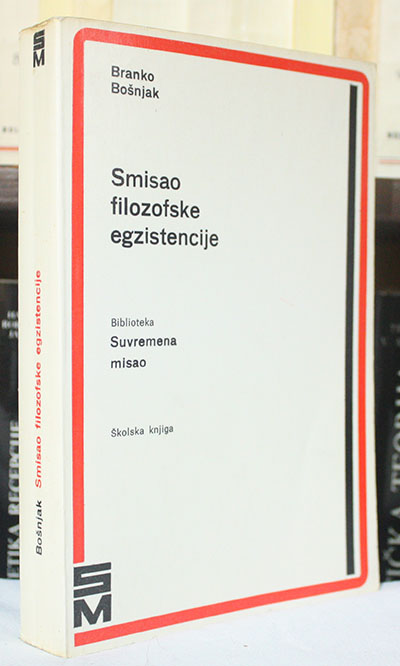 Branko
Bošnjak
Smisao
filozofske
egzistencije
Biblioteka
Suvremena
misao
Školska knjiga
SM
SM
Bošnjak Smisao filozofske egzistencije